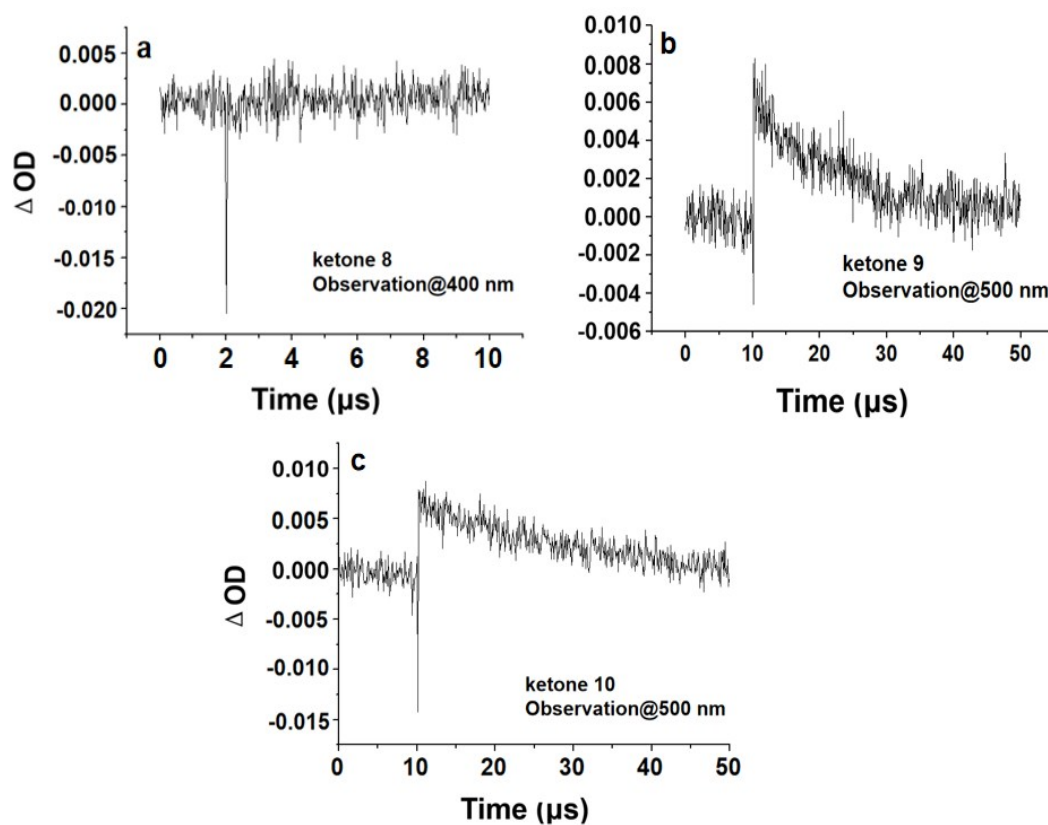 a
0.005
0.000
-0.005
-0.010
-0.015
-0.020
Δ OD
ketone 8
Observation@400 nm
0 2 4 6 8 10
Time (µs)
b
0.010
0.008
0.006
0.004
0.002
0.000
-0.002
-0.004
-0.006
ketone 9
Observation@500 nm
0 10 20 30 40 50
Time (µs)
c
0.010
0.005
0.000
-0.005
-0.010
-0.015
Δ OD
ketone 10
Observation@500 nm
0 10 20 30 40 50
Time (µs)